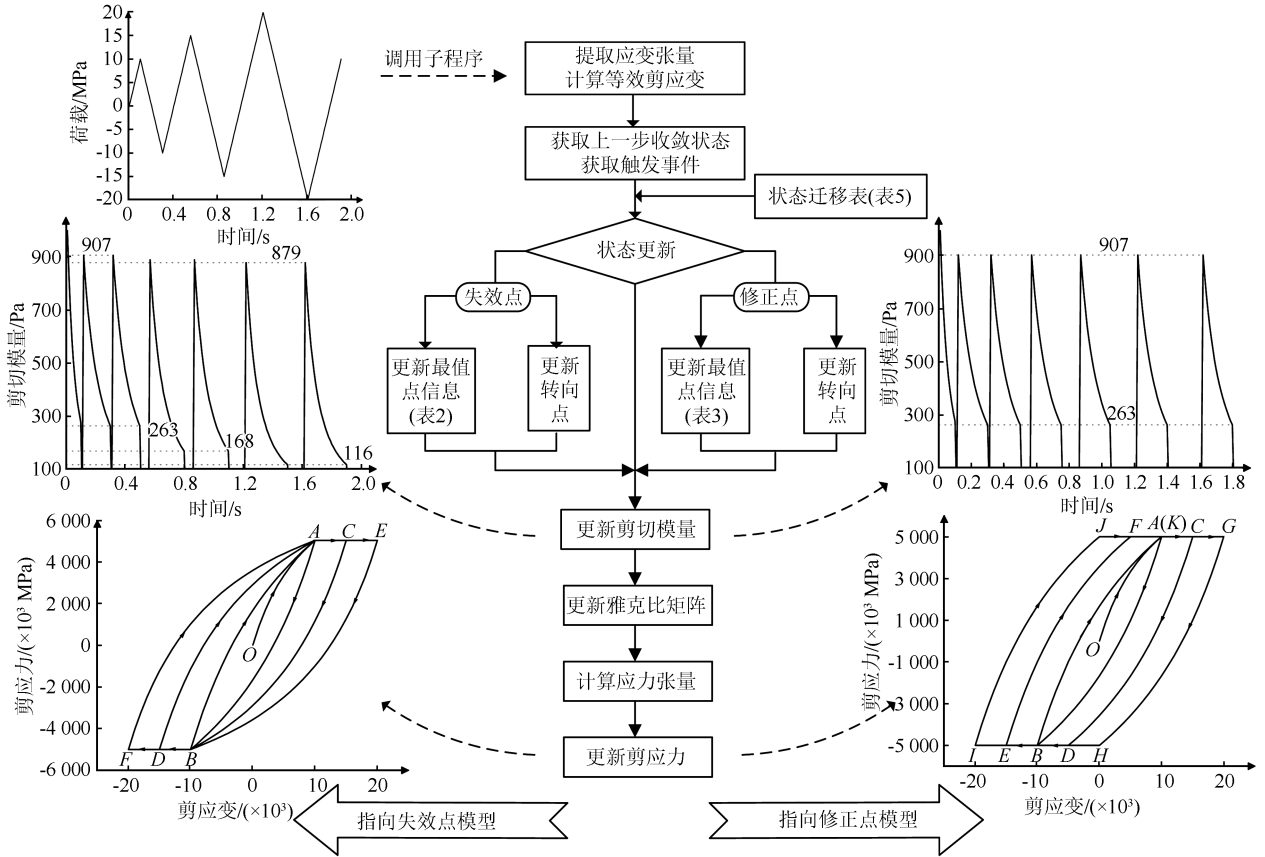 20
15
10
5
0
-5
-10
-15
-20
荷载/MPa
0 0.4 0.8 1.2 1.6 2.0
时间/s
调用子程序
提取应变张量
计算等效剪应变
获取上一步收敛状态
获取触发事件
状态迁移表(表5)
状态更新
失效点
修正点
更新最值
点信息
(表2)
更新
转向
点
更新最值
点信息
(表3)
更新
转向
点
更新剪切模量
更新雅克比矩阵
计算应力张量
更新剪应力
900
700
500
300
100
剪切模量/Pa
907
879
263
168
116
0 0.4 0.8 1.2 1.6 2.0
时间/s
900
700
500
300
100
剪切模量/Pa
907
263
0 0.2 0.4 0.6 0.8 1.0 1.2 1.4 1.6 1.8
时间/s
6 000
4 000
2 000
0
-2 000
-4 000
-6 000
剪应力/(×10³ MPa)
A C E
O
F D B
-20 -10 0 10 20
剪应变/(×10³)
5 000
3 000
1 000
-1 000
-3 000
-5 000
剪应力/(×10³ MPa)
J F A(K) C G
O
I E B D H
-20 -10 0 10 20
剪应变/(×10³)
指向失效点模型
指向修正点模型